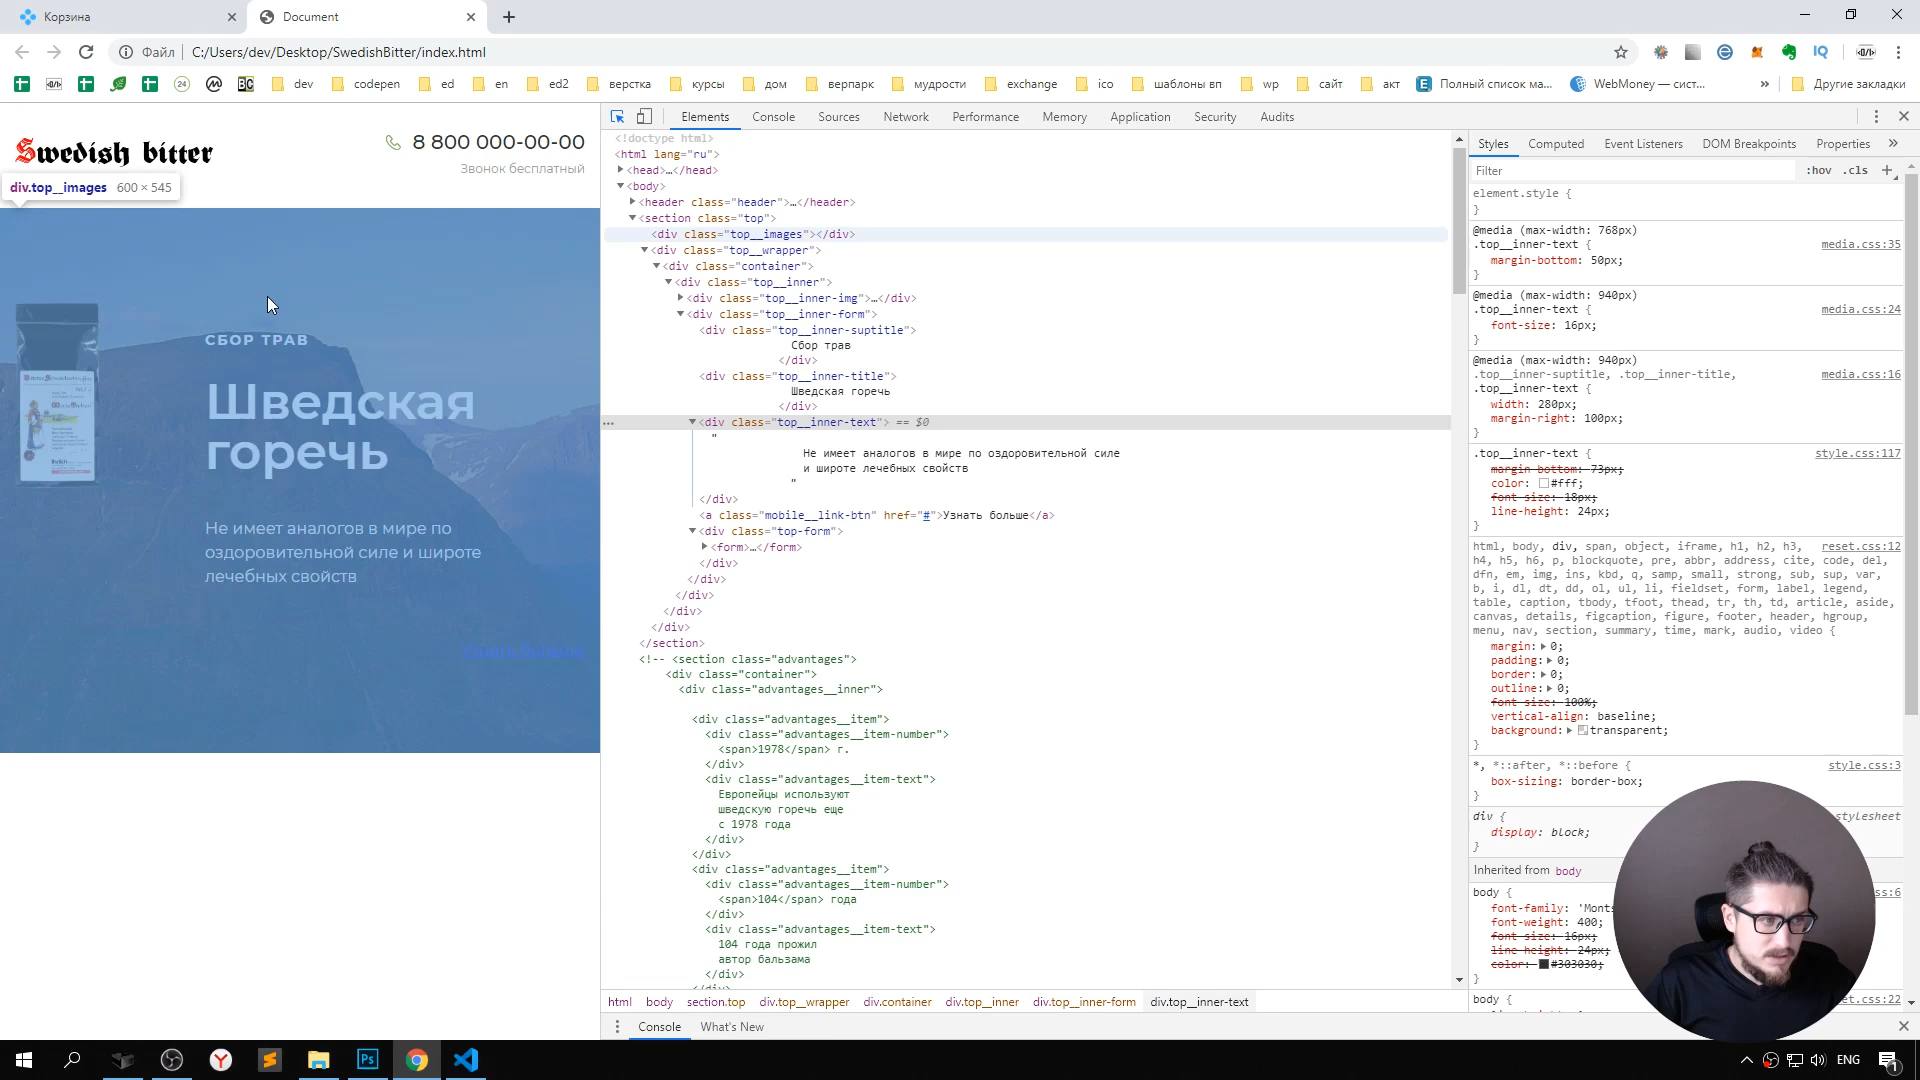 Корзина
Document
Файл
C:/Users/dev/Desktop/SwedishBitter/index.html
dev
codepen
ed
en
ed2
верстка
курсы
дом
верпарк
мудрости
exchange
ico
шаблоны вп
wp
сайт
акт
Полный список ма...
WebMoney — сист...
»
Другие закладки
Swedish bitter
8 800 000-00-00
Звонок бесплатный
div.top__images 600 × 545
СБОР ТРАВ
Шведская
горечь
Не имеет аналогов в мире по
оздоровительной силе и широте
лечебных свойств
Узнать больше
Elements Console Sources Network Performance Memory Application Security Audits
<!doctype html>
<html lang="ru">
<head>…</head>
<body>
<header class="header">…</header>
<section class="top">
<div class="top__images"></div>
<div class="top__wrapper">
<div class="container">
<div class="top__inner">
<div class="top__inner-img">…</div>
<div class="top__inner-form">
<div class="top__inner-suptitle">
Сбор трав
</div>
<div class="top__inner-title">
Шведская горечь
</div>
<div class="top__inner-text"> == $0
"
Не имеет аналогов в мире по оздоровительной силе
и широте лечебных свойств
"
</div>
<a class="mobile__link-btn" href="#">Узнать больше</a>
<div class="top-form">
<form>…</form>
</div>
</div>
</div>
</div>
</div>
</section>
<!-- <section class="advantages">
<div class="container">
<div class="advantages__inner">
<div class="advantages__item">
<div class="advantages__item-number">
<span>1978</span> г.
</div>
<div class="advantages__item-text">
Европейцы используют
шведскую горечь еще
с 1978 года
</div>
</div>
<div class="advantages__item">
<div class="advantages__item-number">
<span>104</span> года
</div>
<div class="advantages__item-text">
104 года прожил
автор бальзама
</div>
html body section.top div.top__wrapper div.container div.top__inner div.top__inner-form div.top__inner-text
Console What's New
Styles Computed Event Listeners DOM Breakpoints Properties »
Filter :hov .cls +
element.style {
}
@media (max-width: 768px)
.top__inner-text { media.css:35
margin-bottom: 50px;
}
@media (max-width: 940px)
.top__inner-text { media.css:24
font-size: 16px;
}
@media (max-width: 940px)
.top__inner-suptitle, .top__inner-title, media.css:16
.top__inner-text {
width: 280px;
margin-right: 100px;
}
.top__inner-text { style.css:117
margin-bottom: 73px;
color: #fff;
font-size: 18px;
line-height: 24px;
}
html, body, div, span, object, iframe, h1, h2, h3, reset.css:12
h4, h5, h6, p, blockquote, pre, abbr, address, cite, code, del,
dfn, em, img, ins, kbd, q, samp, small, strong, sub, sup, var,
b, i, dl, dt, dd, ol, ul, li, fieldset, form, label, legend,
table, caption, tbody, tfoot, thead, tr, th, td, article, aside,
canvas, details, figcaption, figure, footer, header, hgroup,
menu, nav, section, summary, time, mark, audio, video {
margin: 0;
padding: 0;
border: 0;
outline: 0;
font-size: 100%;
vertical-align: baseline;
background: transparent;
}
*, *::after, *::before { style.css:3
box-sizing: border-box;
}
div { stylesheet
display: block;
}
Inherited from body
body { ss:6
font-family: 'Monts
font-weight: 400;
font-size: 16px;
line-height: 24px;
color: #303030;
}
body { et.css:22
ENG